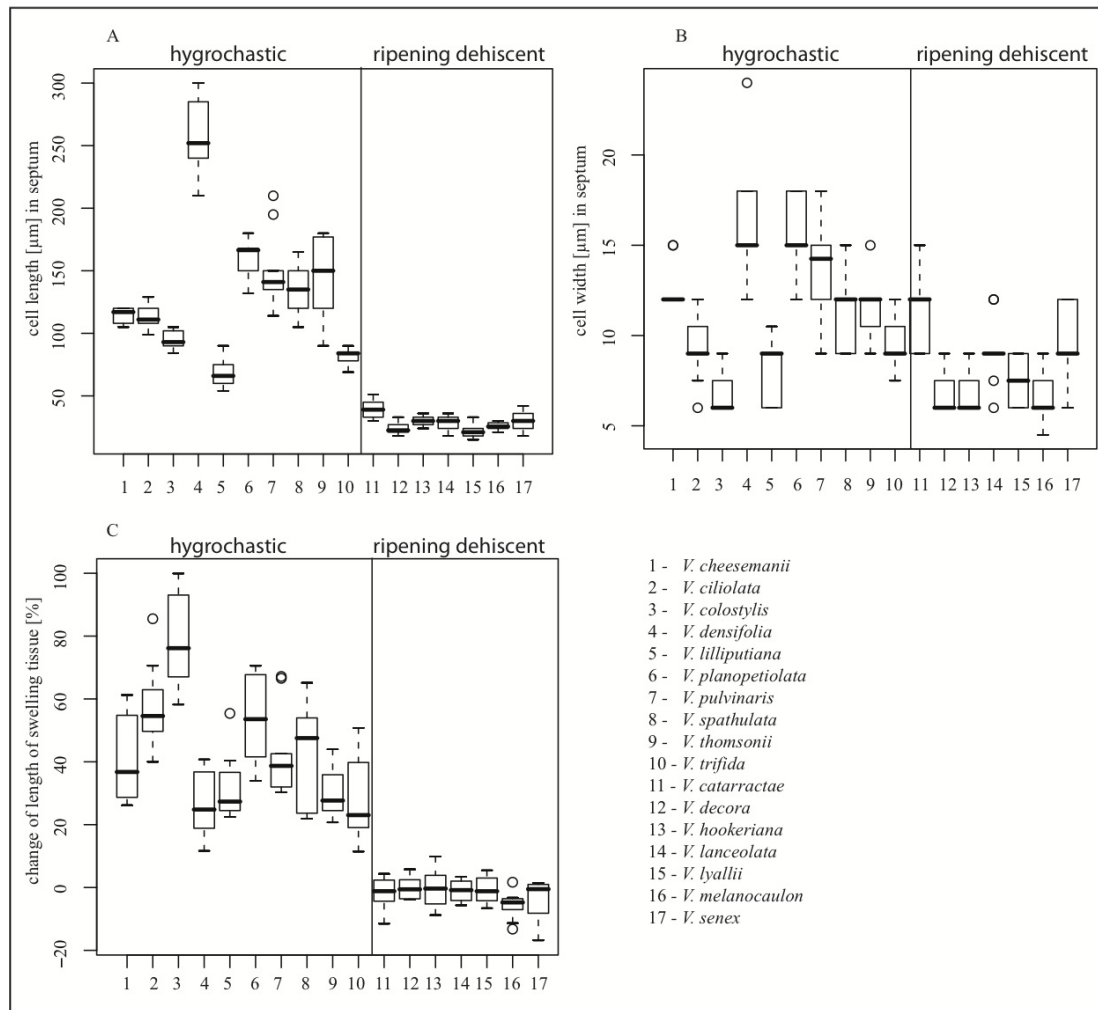 A
hygrochastic ripening dehiscent
cell length [µm] in septum
50 100 150 200 250 300
1 2 3 4 5 6 7 8 9 10 11 12 13 14 15 16 17
B
hygrochastic ripening dehiscent
cell width [µm] in septum
5 10 15 20
1 2 3 4 5 6 7 8 9 10 11 12 13 14 15 16 17
C
hygrochastic ripening dehiscent
change of length of swelling tissue [%]
−20 0 20 40 60 80 100
1 2 3 4 5 6 7 8 9 10 11 12 13 14 15 16 17
1 - V. cheesemanii
2 - V. ciliolata
3 - V. colostylis
4 - V. densifolia
5 - V. lilliputiana
6 - V. planopetiolata
7 - V. pulvinaris
8 - V. spathulata
9 - V. thomsonii
10 - V. trifida
11 - V. catarractae
12 - V. decora
13 - V. hookeriana
14 - V. lanceolata
15 - V. lyallii
16 - V. melanocaulon
17 - V. senex